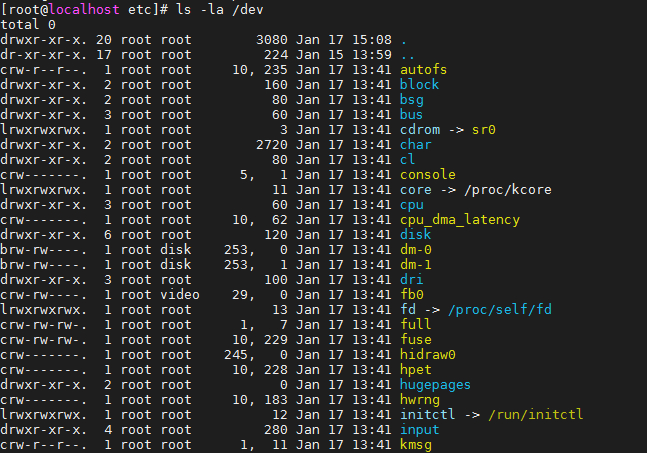 [root@localhost etc]# ls -la /dev
total 0
drwxr-xr-x. 20 root root      3080 Jan 17 15:08 .
dr-xr-xr-x. 17 root root       224 Jan 15 13:59 ..
crw-r--r--.  1 root root   10, 235 Jan 17 13:41 autofs
drwxr-xr-x.  2 root root       160 Jan 17 13:41 block
drwxr-xr-x.  2 root root        80 Jan 17 13:41 bsg
drwxr-xr-x.  3 root root        60 Jan 17 13:41 bus
lrwxrwxrwx.  1 root root         3 Jan 17 13:41 cdrom -> sr0
drwxr-xr-x.  2 root root      2720 Jan 17 13:41 char
drwxr-xr-x.  2 root root        80 Jan 17 13:41 cl
crw-------.  1 root root    5,   1 Jan 17 13:41 console
lrwxrwxrwx.  1 root root        11 Jan 17 13:41 core -> /proc/kcore
drwxr-xr-x.  3 root root        60 Jan 17 13:41 cpu
crw-------.  1 root root   10,  62 Jan 17 13:41 cpu_dma_latency
drwxr-xr-x.  6 root root       120 Jan 17 13:41 disk
brw-rw----.  1 root disk  253,   0 Jan 17 13:41 dm-0
brw-rw----.  1 root disk  253,   1 Jan 17 13:41 dm-1
drwxr-xr-x.  3 root root       100 Jan 17 13:41 dri
crw-rw----.  1 root video  29,   0 Jan 17 13:41 fb0
lrwxrwxrwx.  1 root root        13 Jan 17 13:41 fd -> /proc/self/fd
crw-rw-rw-.  1 root root    1,   7 Jan 17 13:41 full
crw-rw-rw-.  1 root root   10, 229 Jan 17 13:41 fuse
crw-------.  1 root root  245,   0 Jan 17 13:41 hidraw0
crw-------.  1 root root   10, 228 Jan 17 13:41 hpet
drwxr-xr-x.  2 root root         0 Jan 17 13:41 hugepages
crw-------.  1 root root   10, 183 Jan 17 13:41 hwrng
lrwxrwxrwx.  1 root root        12 Jan 17 13:41 initctl -> /run/initctl
drwxr-xr-x.  4 root root       280 Jan 17 13:41 input
crw-r--r--.  1 root root    1,  11 Jan 17 13:41 kmsg